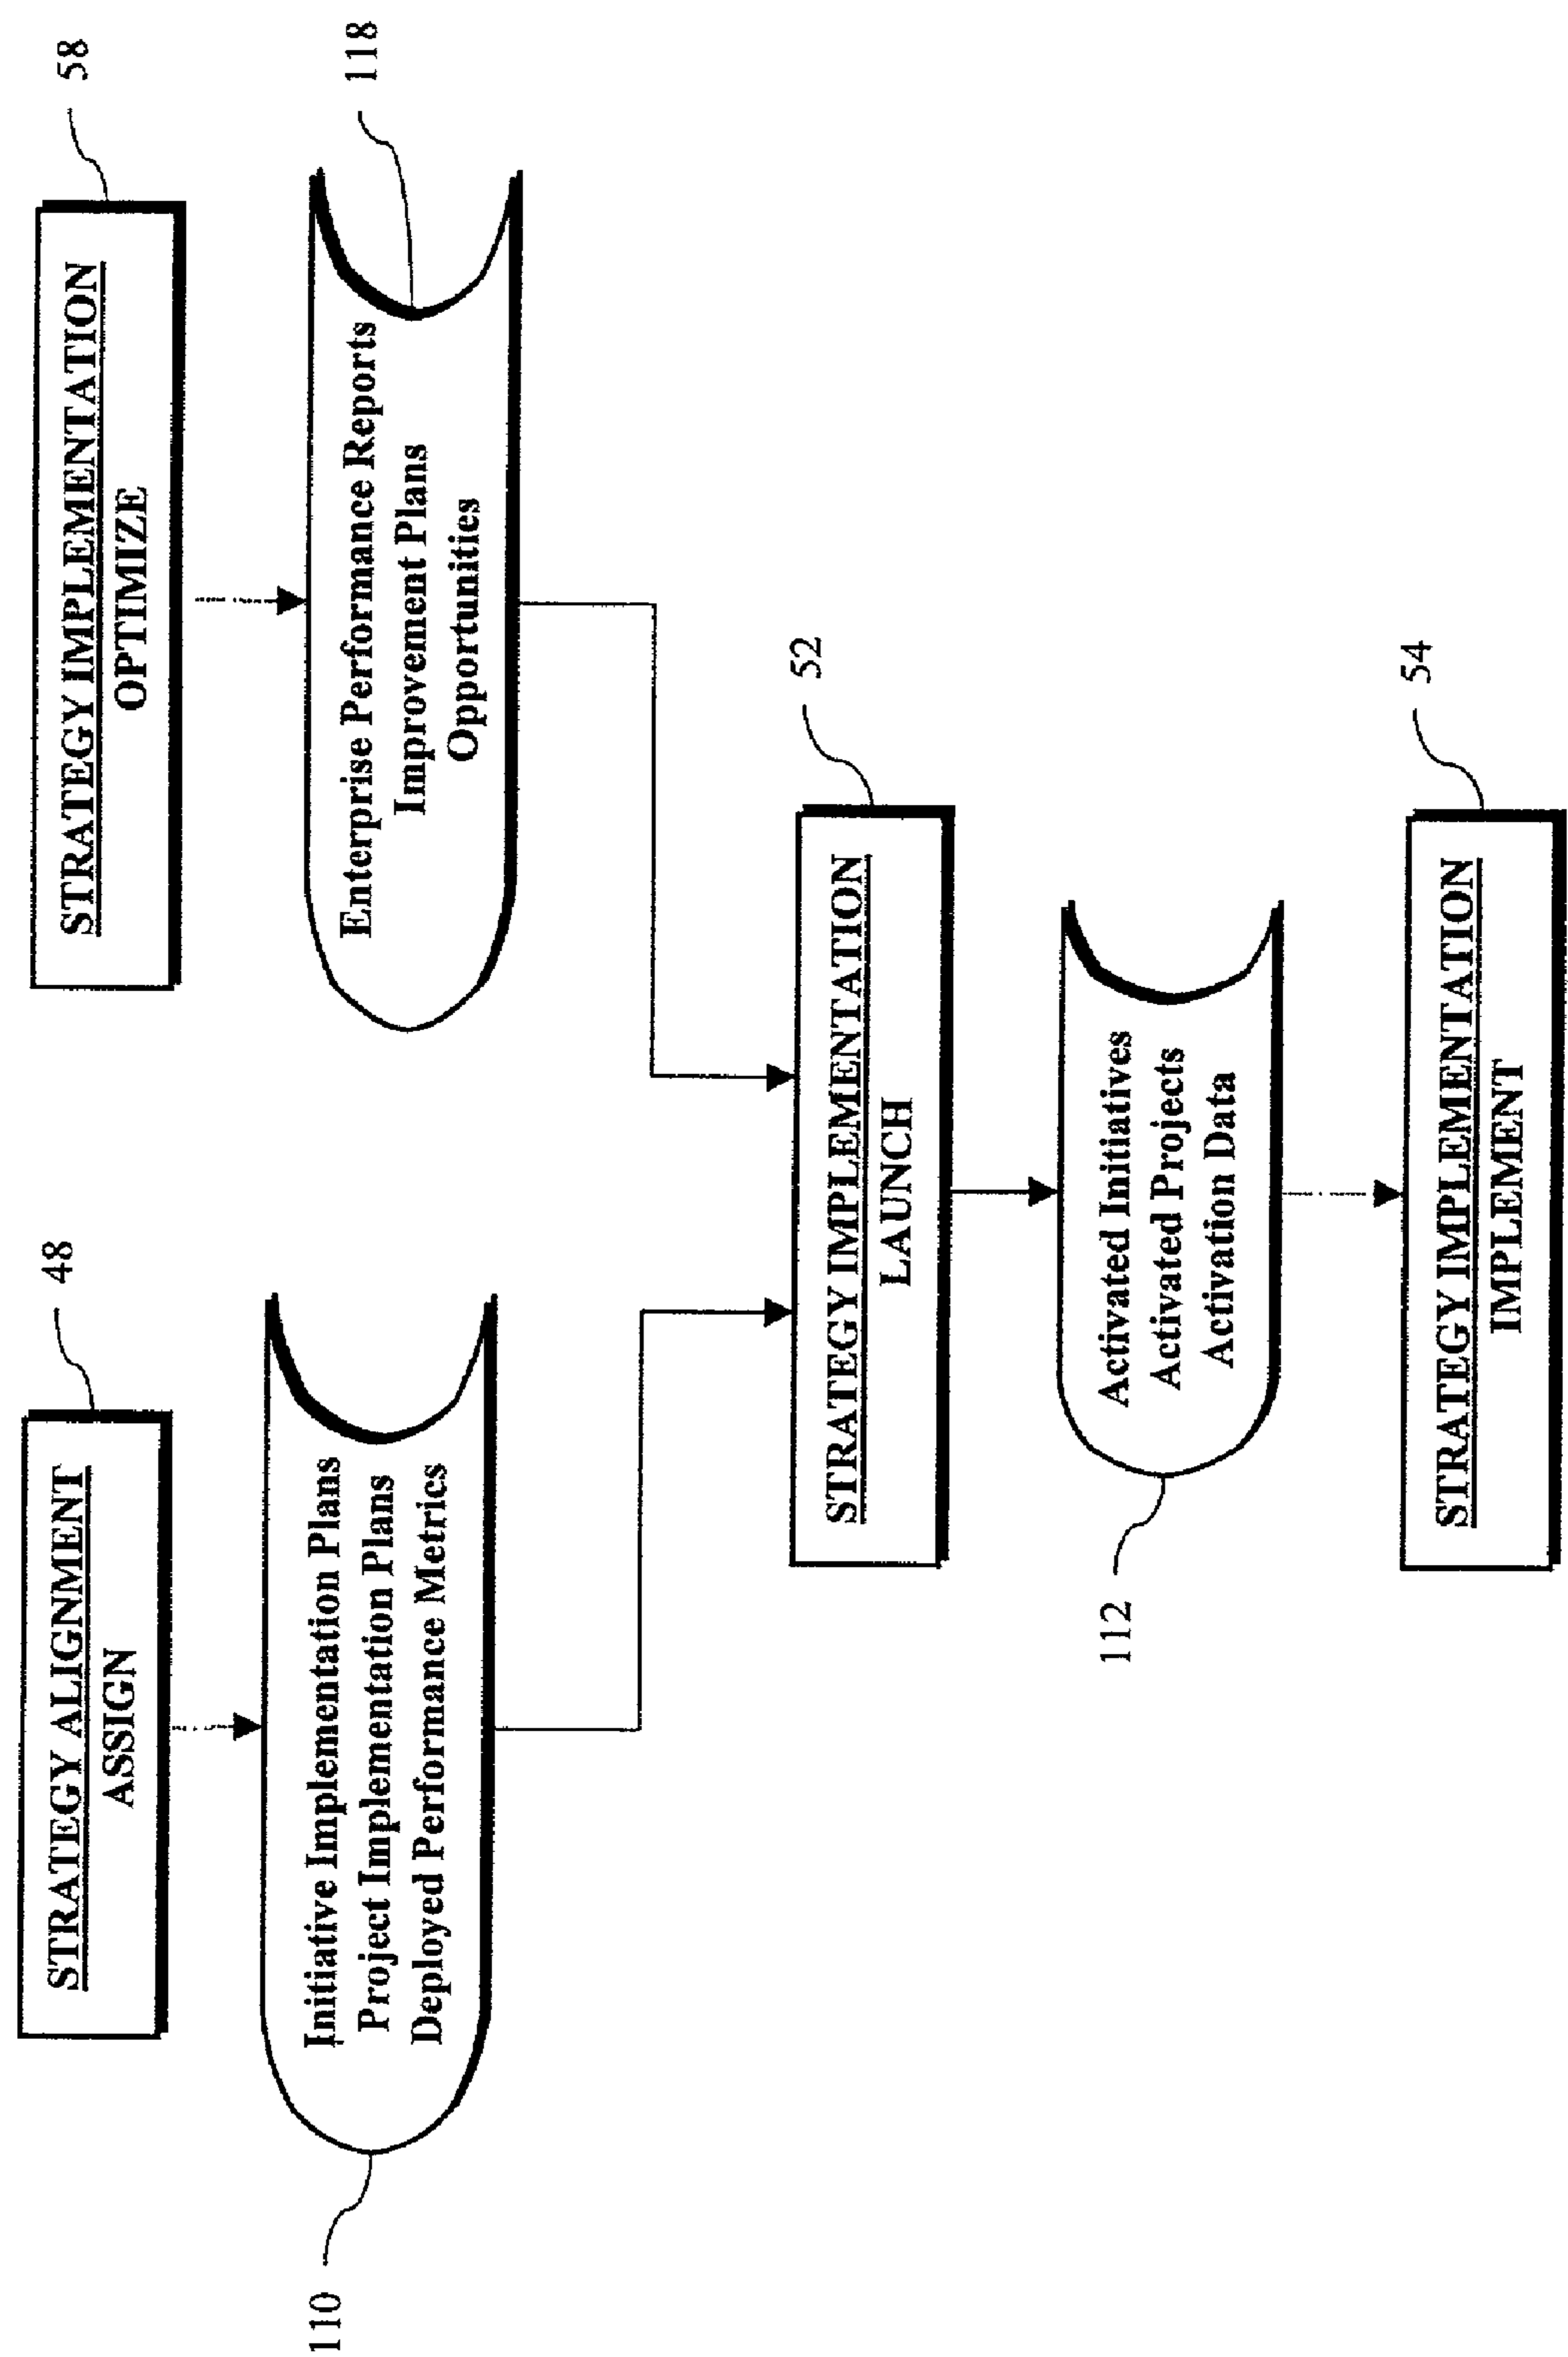 48
STRATEGY ALIGNMENT
ASSIGN
58
STRATEGY IMPLEMENTATION
OPTIMIZE
110
Initiative Implementation Plans
Project Implementation Plans
Deployed Performance Metrics
118
Enterprise Performance Reports
Improvement Plans
Opportunities
52
STRATEGY IMPLEMENTATION
LAUNCH
112
Activated Initiatives
Activated Projects
Activation Data
54
STRATEGY IMPLEMENTATION
IMPLEMENT